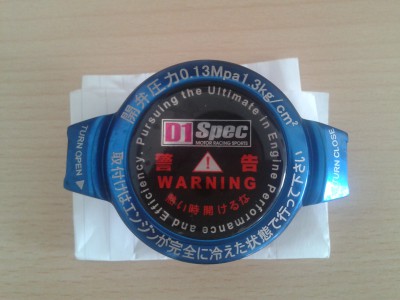 開弁圧力0.13Mpa1.3kg/cm²
Pursuing the Ultimate in Engine Performance and Efficiency.
D1 Spec
MOTOR RACING SPORTS
警 告
WARNING
熱い時開けるな
TURN OPEN
TURN CLOSE
取付けはエンジンが完全に冷えた状態で行って下さい